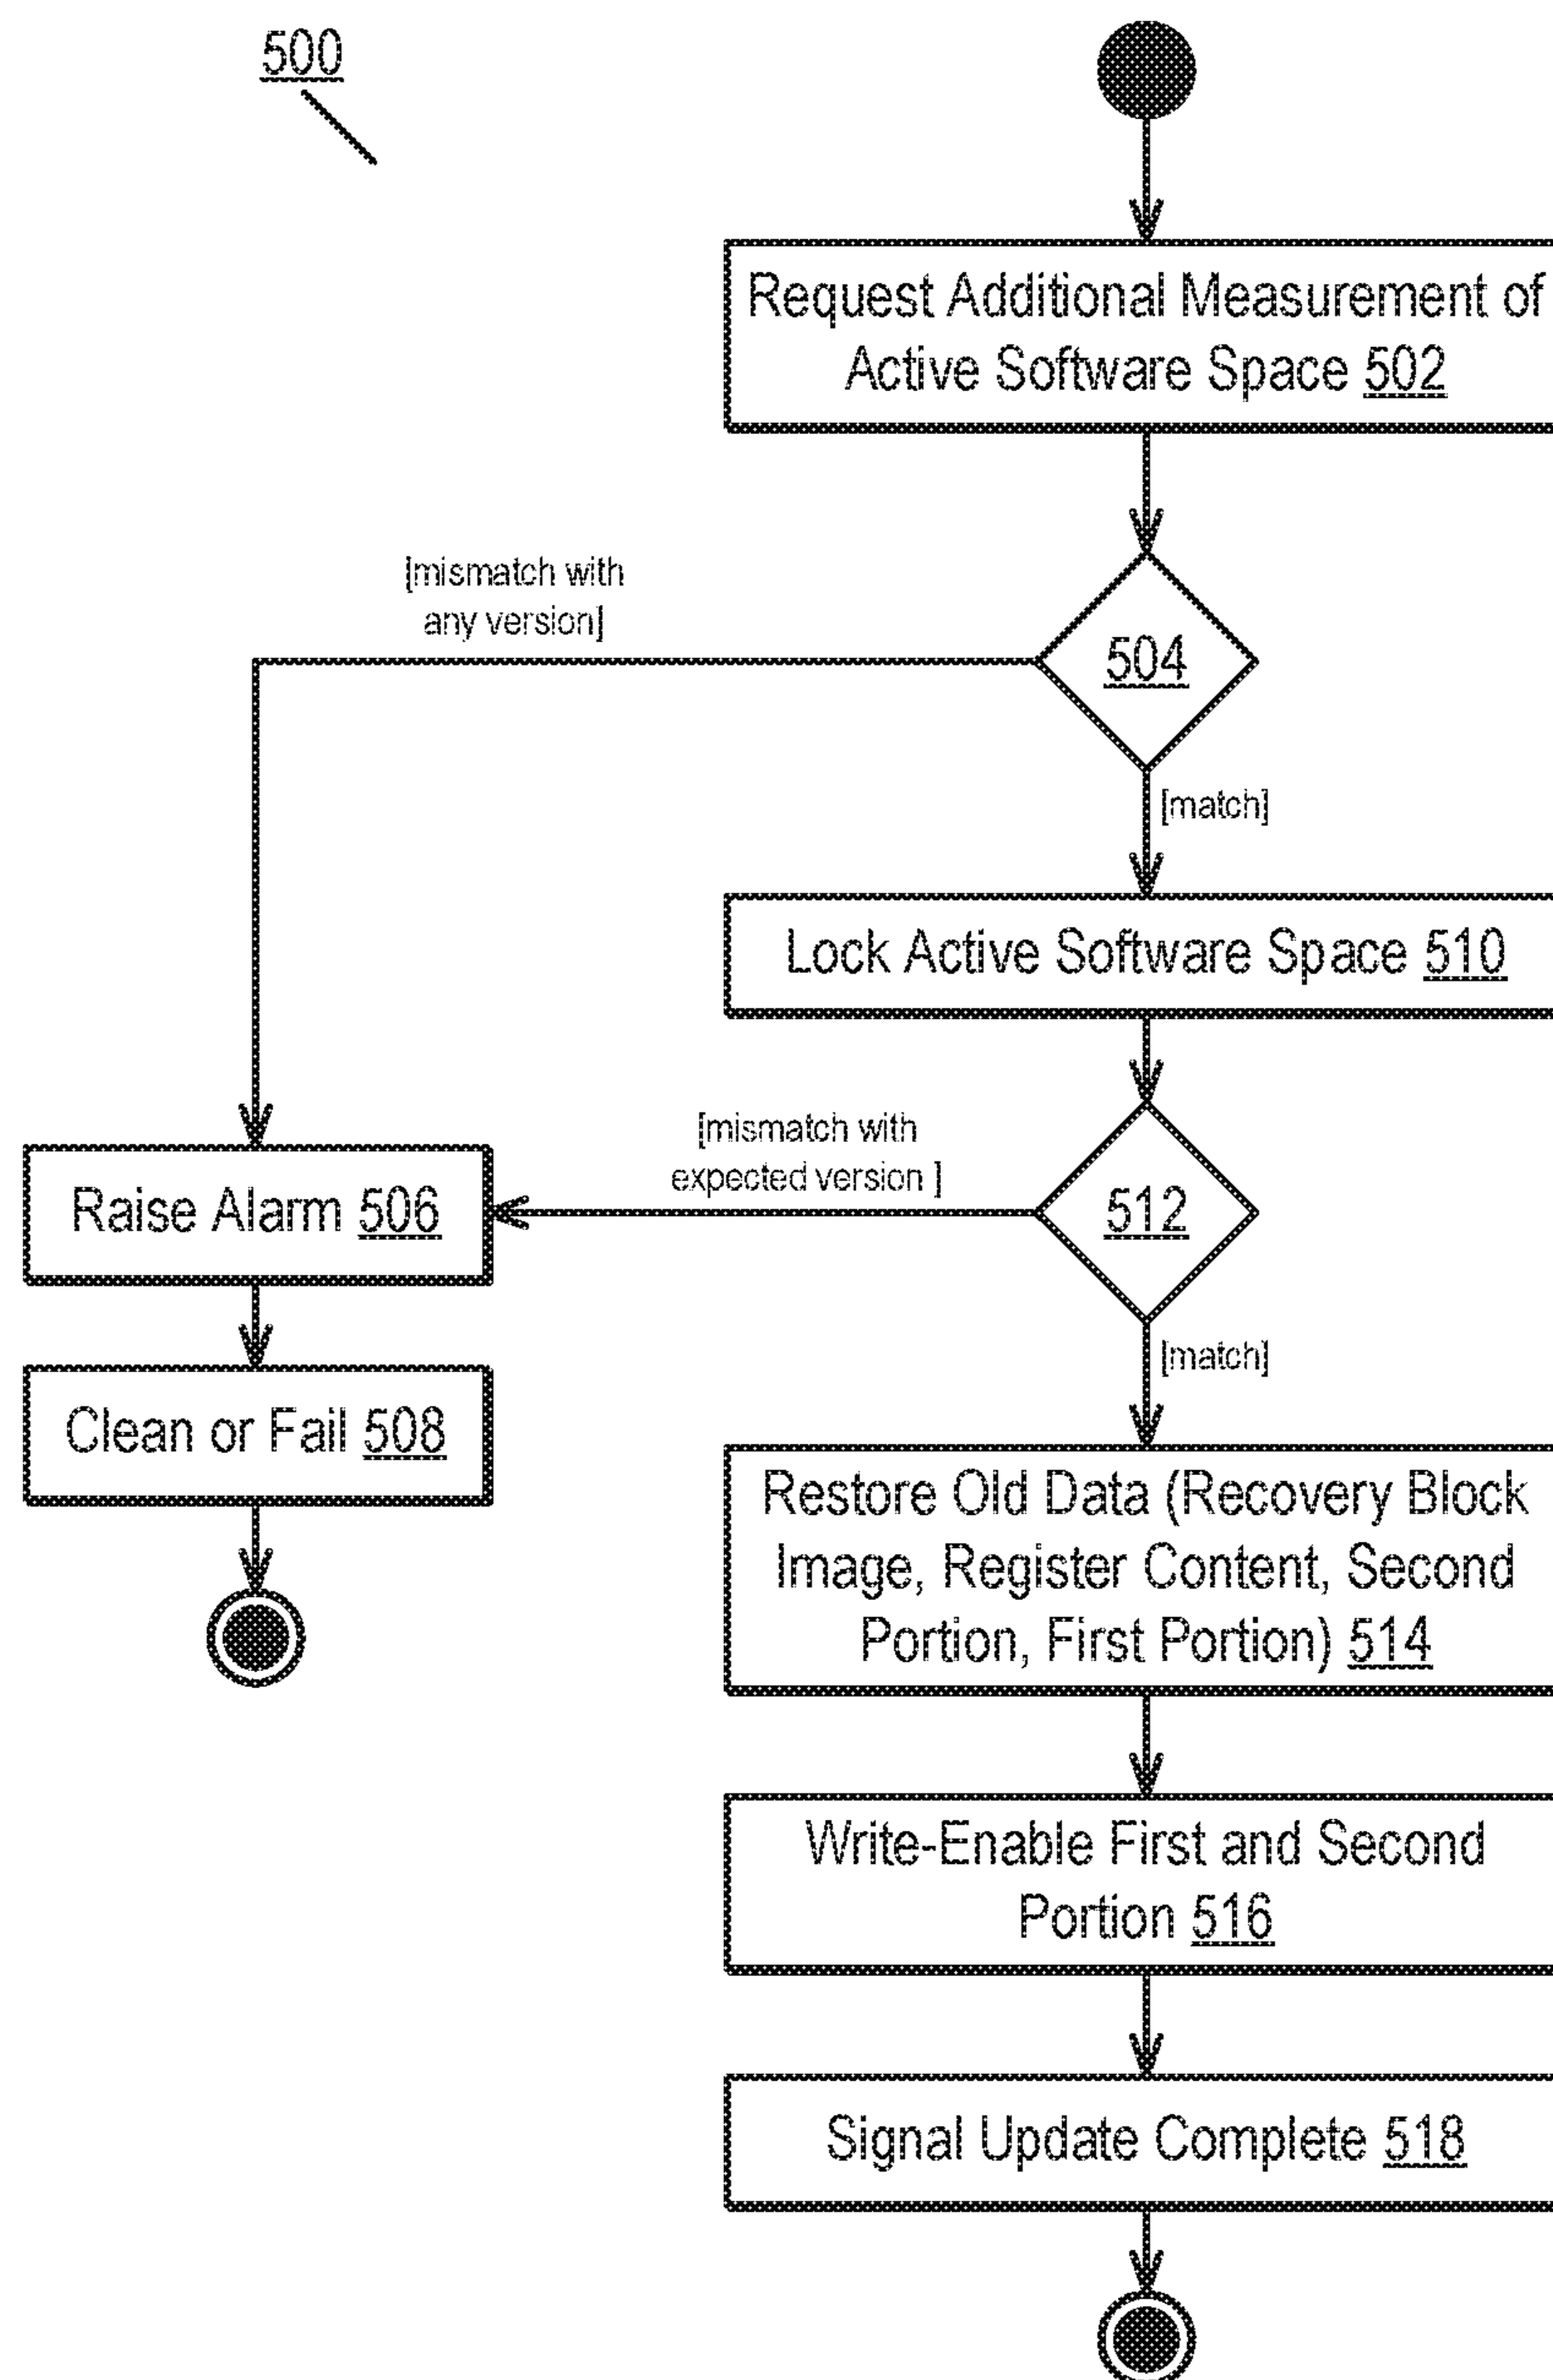 500
Request Additional Measurement of
Active Software Space 502
[mismatch with
any version]
504
[match]
Lock Active Software Space 510
[mismatch with
expected version ]
Raise Alarm 506
512
[match]
Clean or Fail 508
Restore Old Data (Recovery Block
Image, Register Content, Second
Portion, First Portion) 514
Write-Enable First and Second
Portion 516
Signal Update Complete 518